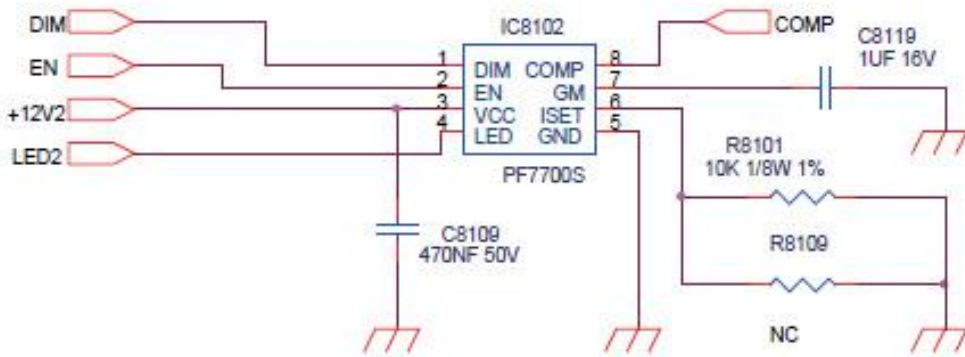 DIM
EN
+12V2
LED2
IC8102
1
2
3
4
DIM COMP
EN GM
VCC ISET
LED GND
8
7
6
5
PF7700S
COMP
C8119
1UF 16V
R8101
10K 1/8W 1%
R8109
NC
C8109
470NF 50V